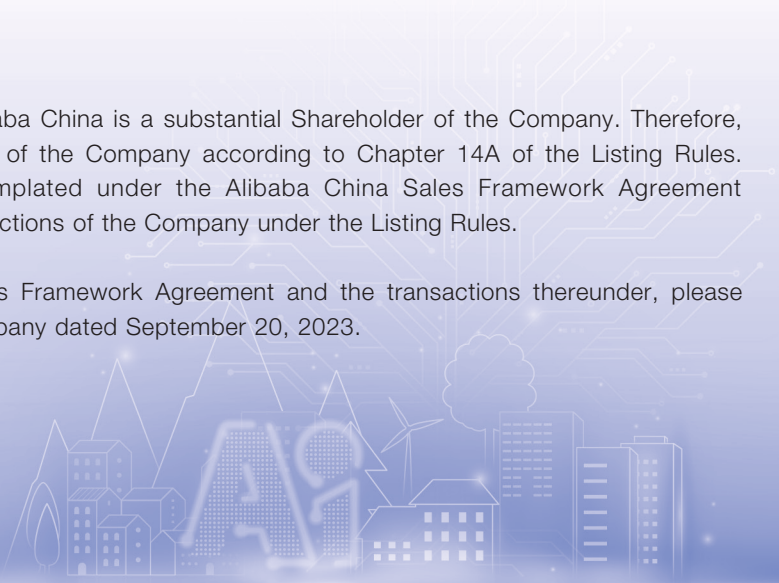 aba China is a substantial Shareholder of the Company. Therefore,
of the Company according to Chapter 14A of the Listing Rules.
mplated under the Alibaba China Sales Framework Agreement
ctions of the Company under the Listing Rules.
s Framework Agreement and the transactions thereunder, please
pany dated September 20, 2023.
Ai